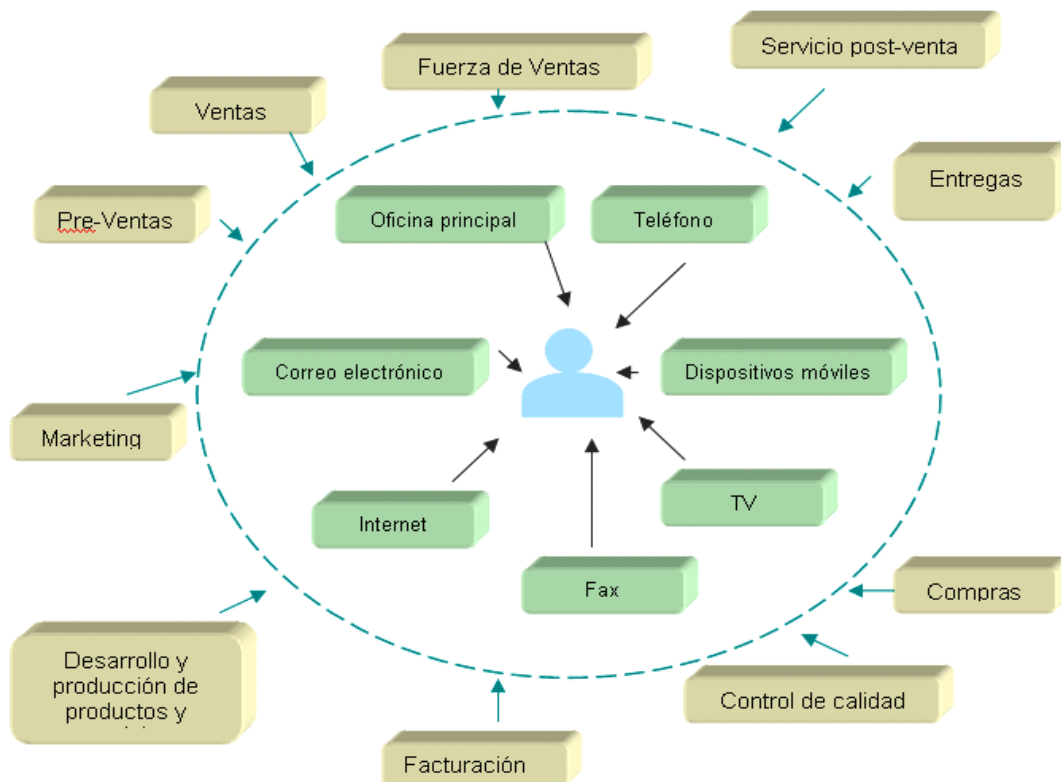 Servicio post-venta
Fuerza de Ventas
Ventas
Entregas
Pre-Ventas
Oficina principal
Teléfono
Correo electrónico
Dispositivos móviles
Marketing
Internet
TV
Fax
Compras
Desarrollo y
producción de
productos y
Control de calidad
Facturación